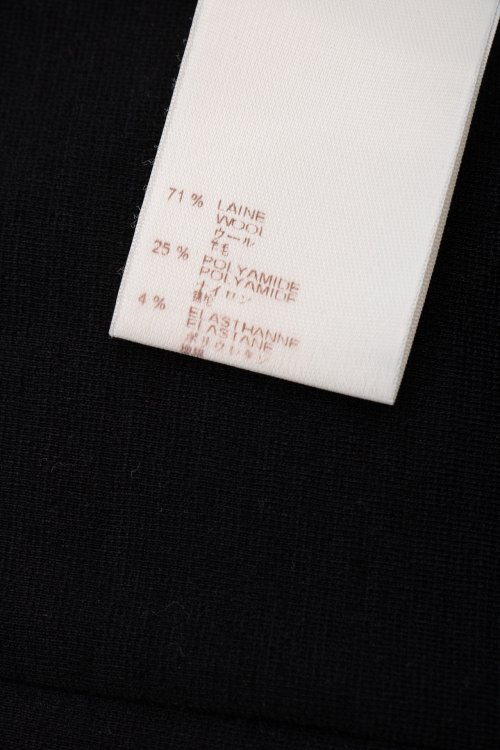 71 % LAINE
WOOL
ウール
羊毛
25 % POLYAMIDE
POLYAMIDE
ナイロン
4 % ELASTHANNE
ELASTANE
ポリウレタン